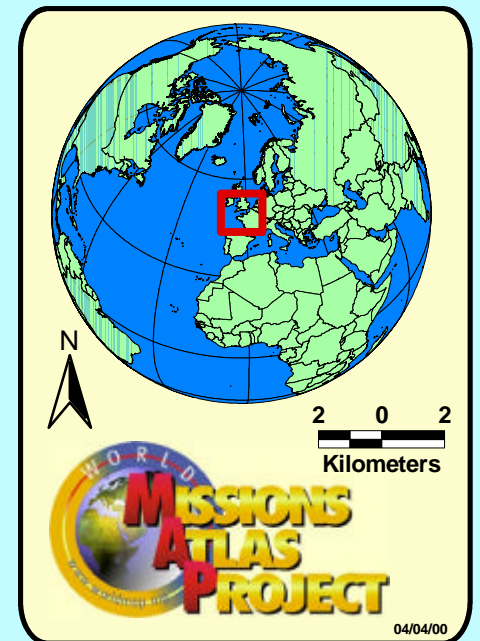 N
2 0 2
Kilometers
WORLD
MISSIONS
ATLAS
PROJECT
04/04/00